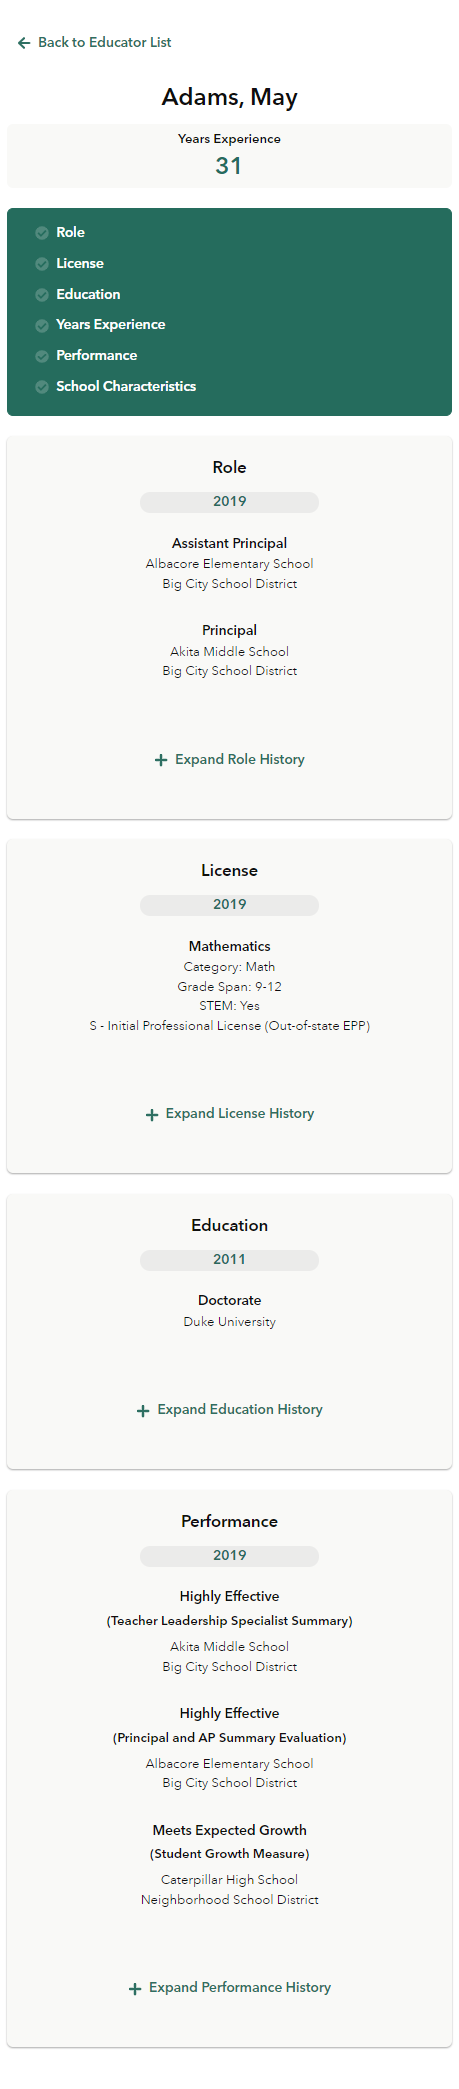 Back to Educator List
Adams, May
Years Experience
31
Role
License
Education
Years Experience
Performance
School Characteristics
Role
2019
Assistant Principal
Albacore Elementary School
Big City School District
Principal
Akita Middle School
Big City School District
Expand Role History
License
2019
Mathematics
Category: Math
Grade Span: 9-12
STEM: Yes
S - Initial Professional License (Out-of-state EPP)
Expand License History
Education
2011
Doctorate
Duke University
Expand Education History
Performance
2019
Highly Effective
(Teacher Leadership Specialist Summary)
Akita Middle School
Big City School District
Highly Effective
(Principal and AP Summary Evaluation)
Albacore Elementary School
Big City School District
Meets Expected Growth
(Student Growth Measure)
Caterpillar High School
Neighborhood School District
Expand Performance History